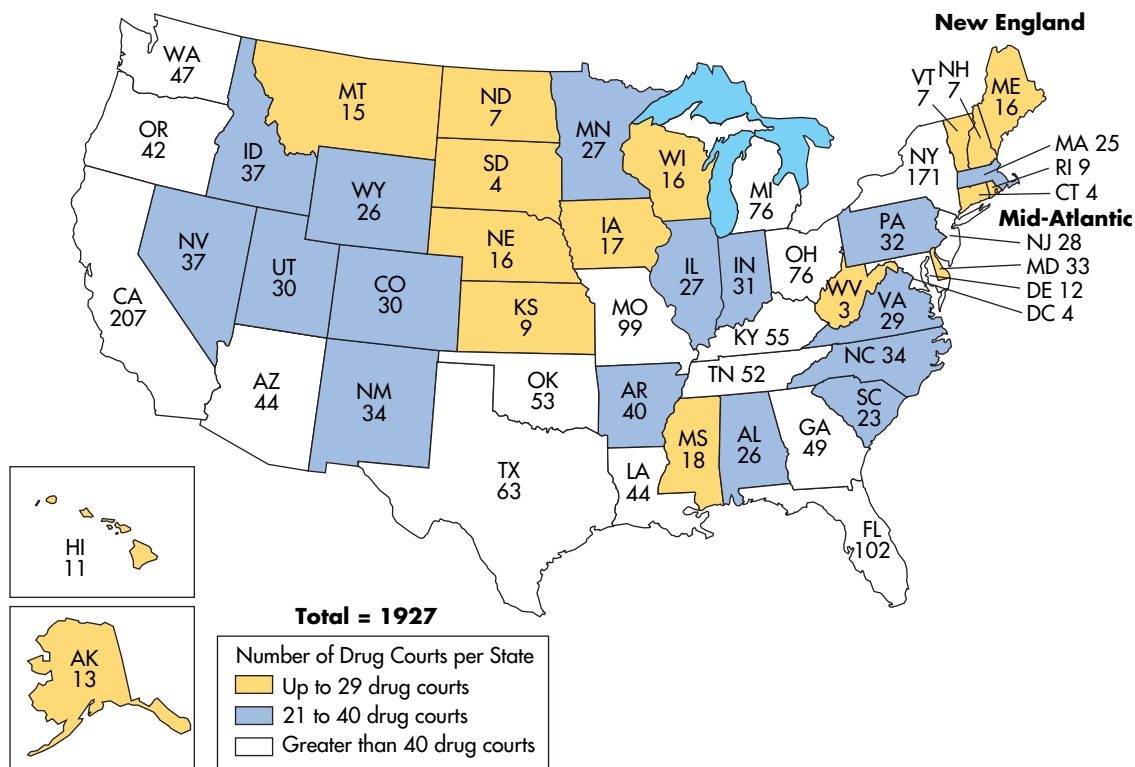 New England
WA
47
MT
15
ND
7
VT
7
NH
7
ME
16
OR
42
ID
37
MN
27
SD
4
WI
16
NY
171
MA 25
RI 9
CT 4
WY
26
MI
76
Mid-Atlantic
NV
37
NE
16
IA
17
PA
32
NJ 28
MD 33
DE 12
DC 4
UT
30
CO
30
IL
27
IN
31
OH
76
WV
3
VA
29
CA
207
KS
9
MO
99
KY 55
NC 34
TN 52
AZ
44
NM
34
OK
53
AR
40
SC
23
MS
18
AL
26
GA
49
TX
63
LA
44
FL
102
HI
11
AK
13
Total = 1927
Number of Drug Courts per State
Up to 29 drug courts
21 to 40 drug courts
Greater than 40 drug courts